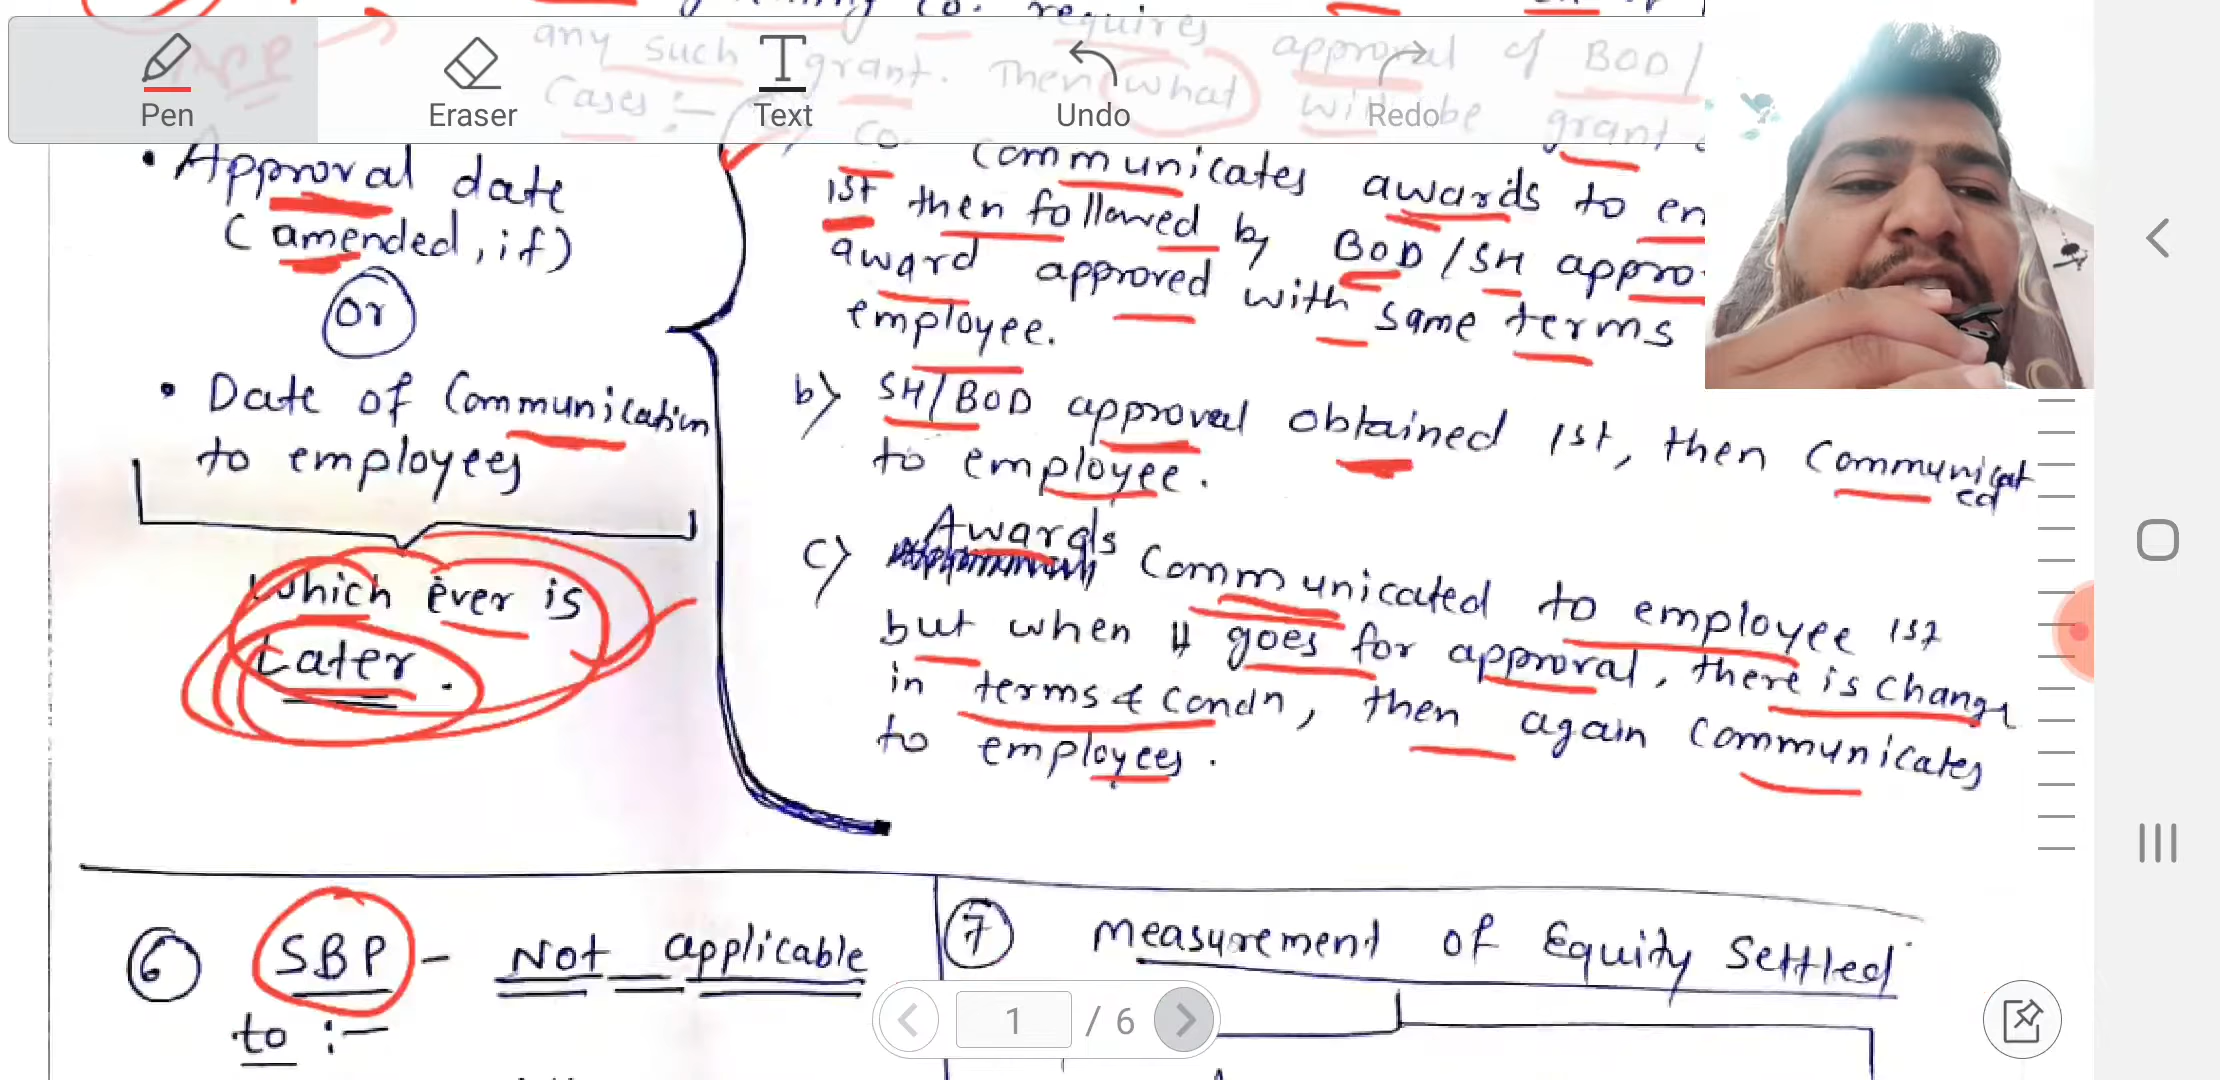 co. requires
any such grant. Then what approval of BOD/
Cases :- will be grant
Pen
Eraser
Text
Undo
Redo
• Approval date
(amended, if)
Or
• Date of Communication
to employees
Which ever is
Later.
a) Co. Communicates awards to em
1st then followed by BOD/SH appro
award approved with same terms
employee.
b) SH/BOD approval obtained 1st, then Communicated
to employee.
c) Awards Communicated to employee 1st
but when it goes for approval, there is change
in terms & Condn, then again Communicates
to employees.
6 SBP - Not applicable
to :-
7 Measurement of Equity Settled
1 / 6